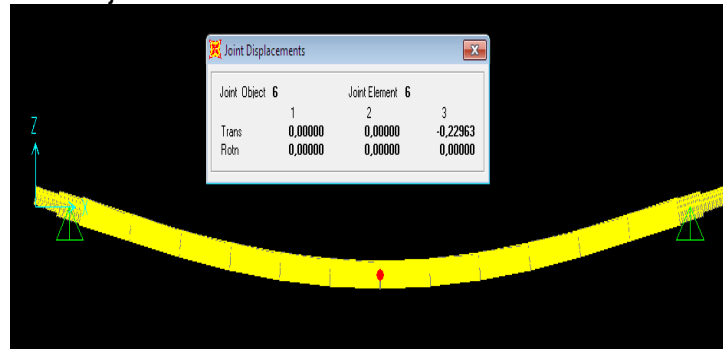 Joint Displacements
Joint Object 6 Joint Element 6
1 2 3
Trans 0,00000 0,00000 -0,22963
Rotn 0,00000 0,00000 0,00000
Z
X